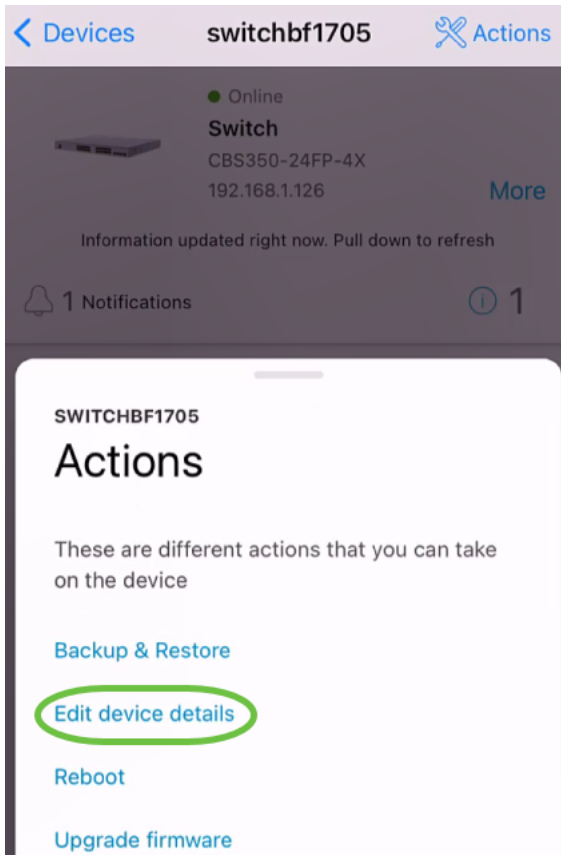 Devices switchbf1705 Actions
Online
Switch
CBS350-24FP-4X
192.168.1.126 More
Information updated right now. Pull down to refresh
1 Notifications 1
SWITCHBF1705
Actions
These are different actions that you can take
on the device
Backup & Restore
Edit device details
Reboot
Upgrade firmware